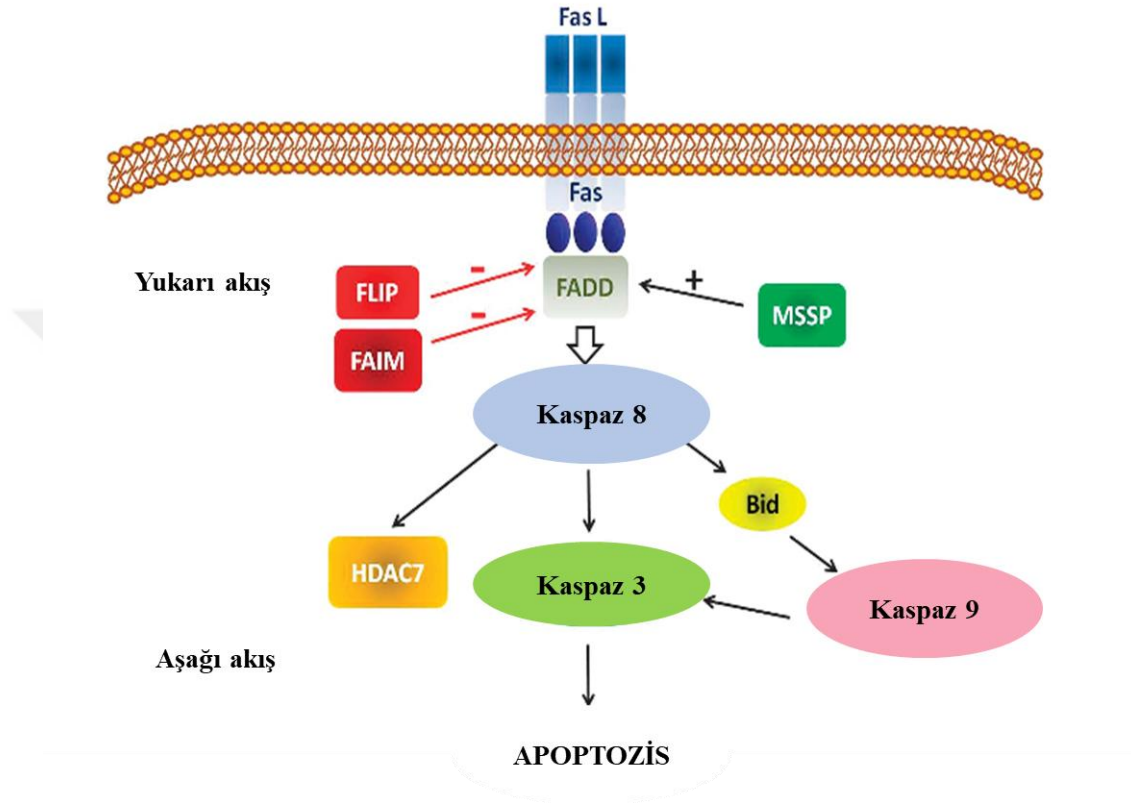 Fas L
Fas
Yukarı akış
FLIP
-
FADD
+
MSSP
FAIM
-
Kaspaz 8
Bid
HDAC7
Kaspaz 3
Kaspaz 9
Aşağı akış
APOPTOZİS